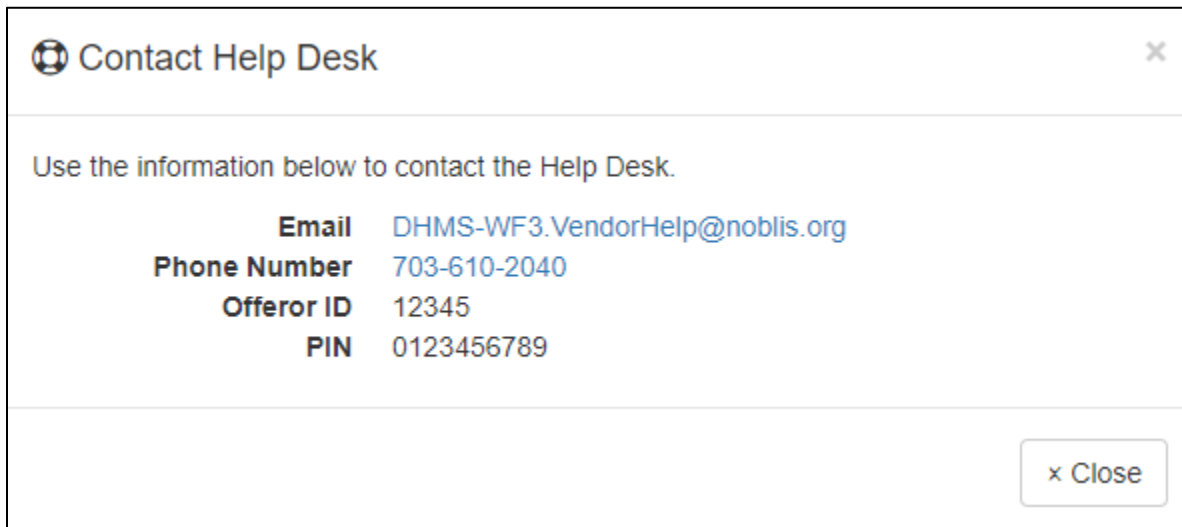 Contact Help Desk
×
Use the information below to contact the Help Desk.
Email DHMS-WF3.VendorHelp@noblis.org
Phone Number 703-610-2040
Offeror ID 12345
PIN 0123456789
× Close